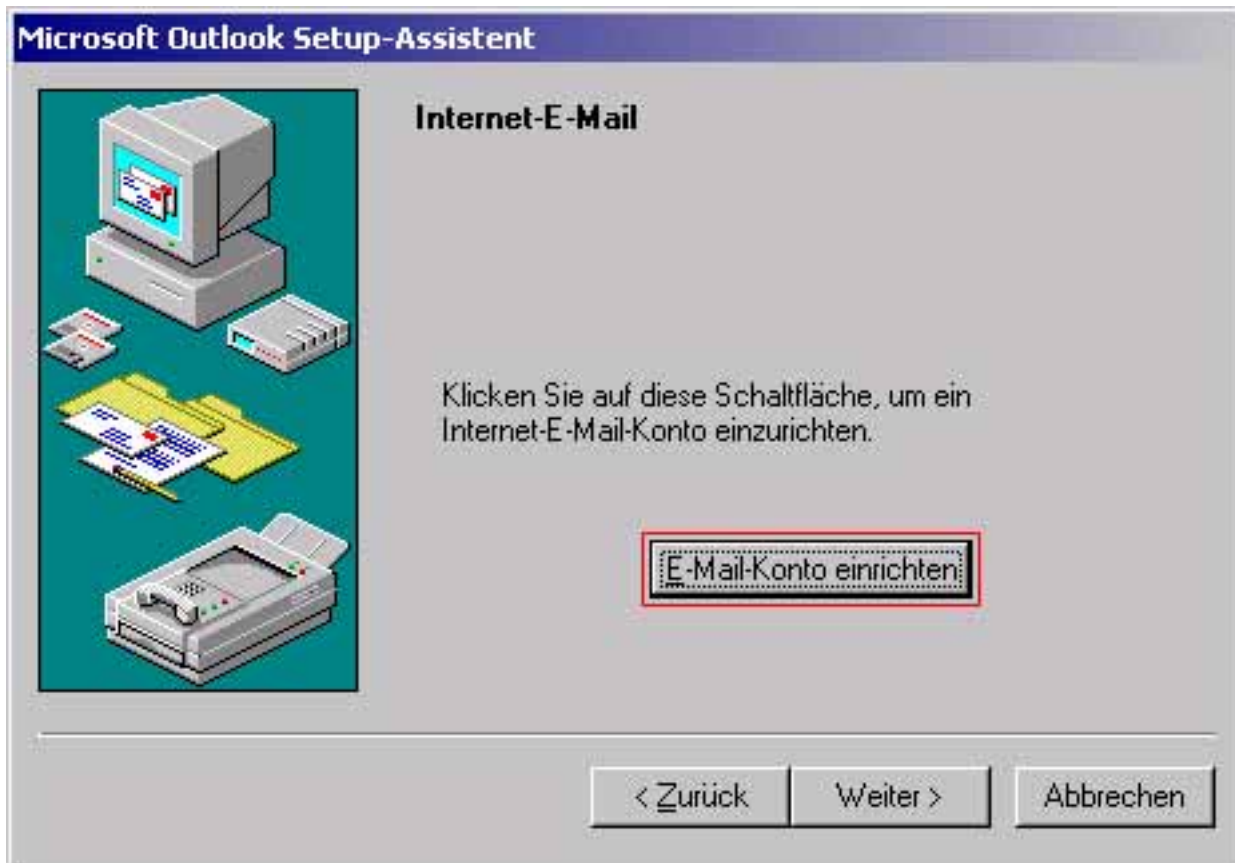 Microsoft Outlook Setup-Assistent
Internet-E-Mail
Klicken Sie auf diese Schaltfläche, um ein
Internet-E-Mail-Konto einzurichten.
E-Mail-Konto einrichten
< Zurück
Weiter >
Abbrechen